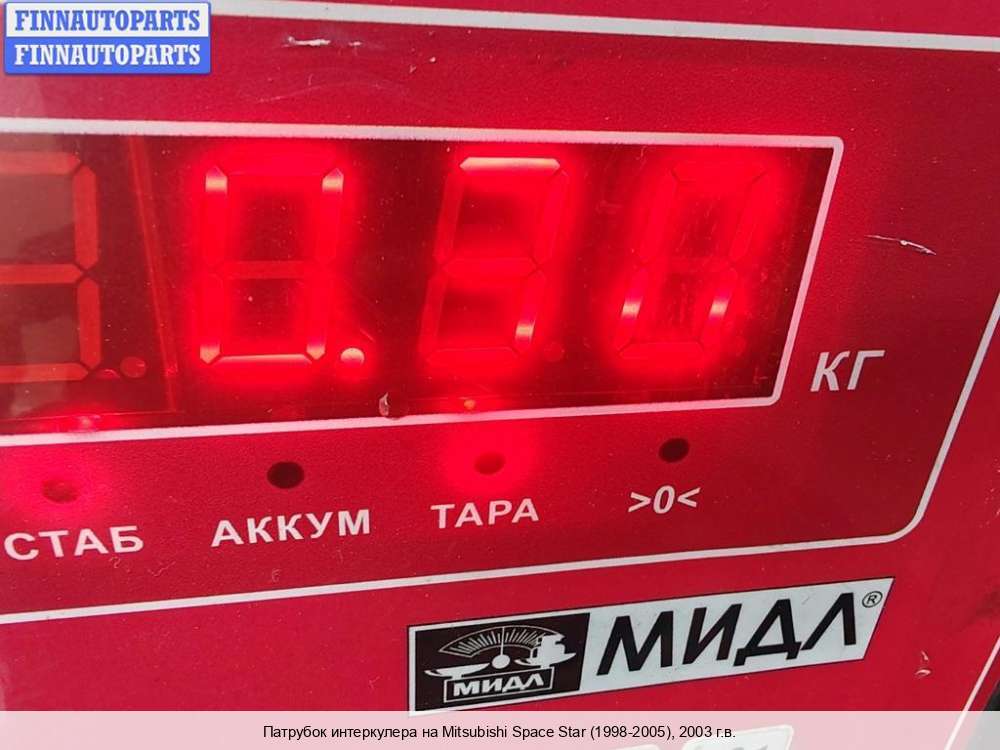 FINNAUTOPARTS
FINNAUTOPARTS
КГ
СТАБ
АККУМ
ТАРА
>0<
МИДЛ®
МИДЛ
Патрубок интеркулера на Mitsubishi Space Star (1998-2005), 2003 г.в.